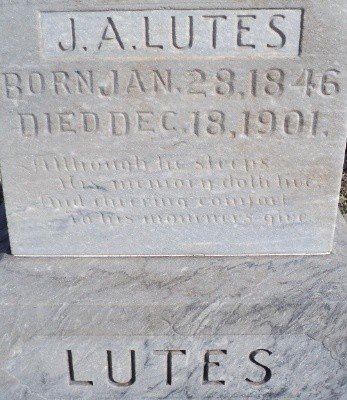 J.A.LUTES
BORN JAN.28,1846
DIED DEC.18,1901.
Although he sleeps
His memory doth live,
And cheering comfort
to his mourners give
LUTES